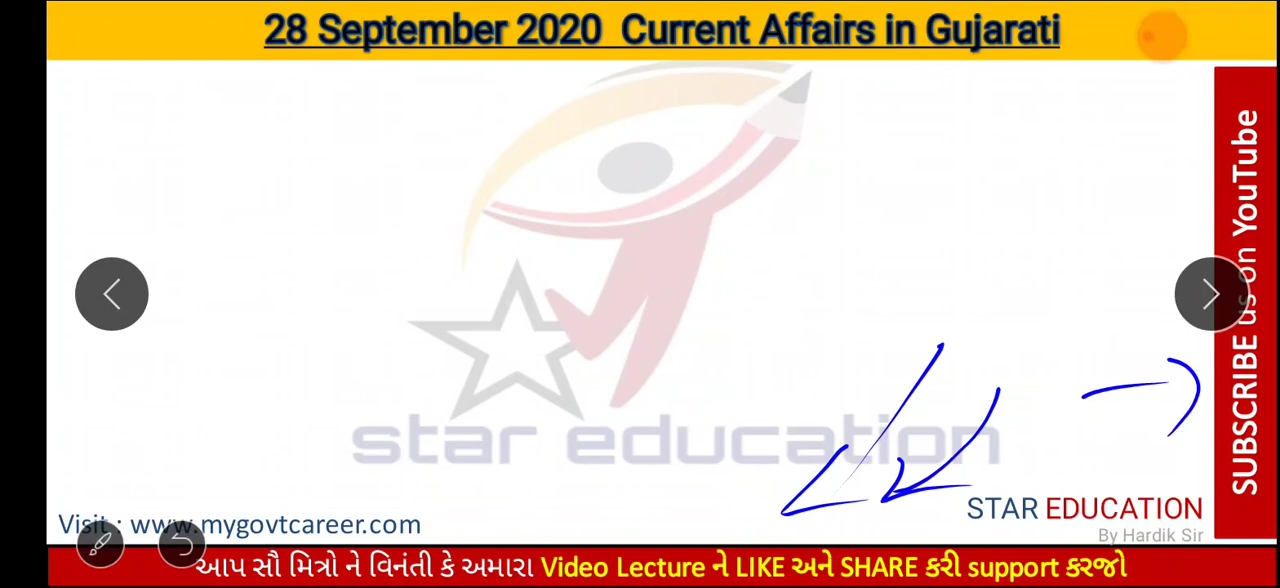 28 September 2020 Current Affairs in Gujarati
SUBSCRIBE us on YouTube
star education
STAR EDUCATION
By Hardik Sir
Visit : www.mygovtcareer.com
આપ સૌ મિત્રો ને વિનંતી કે અમારા Video Lecture ને LIKE અને SHARE કરી support કરજો